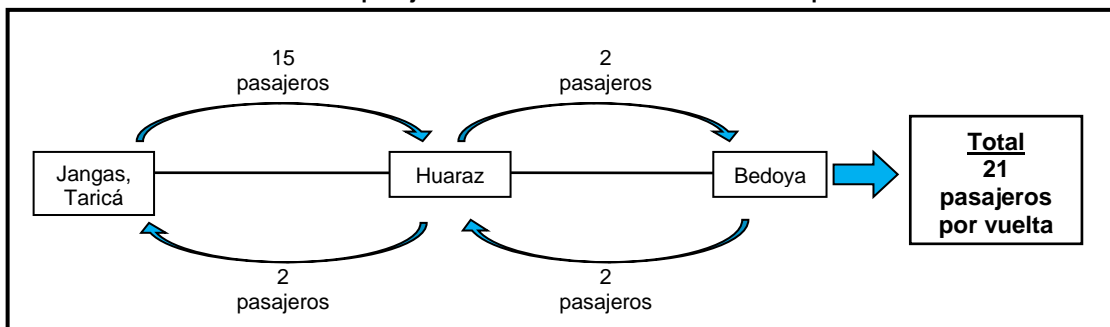 15
pasajeros
2
pasajeros
Jangas,
Taricá
Huaraz
Bedoya
Total
21
pasajeros
por vuelta
2
pasajeros
2
pasajeros